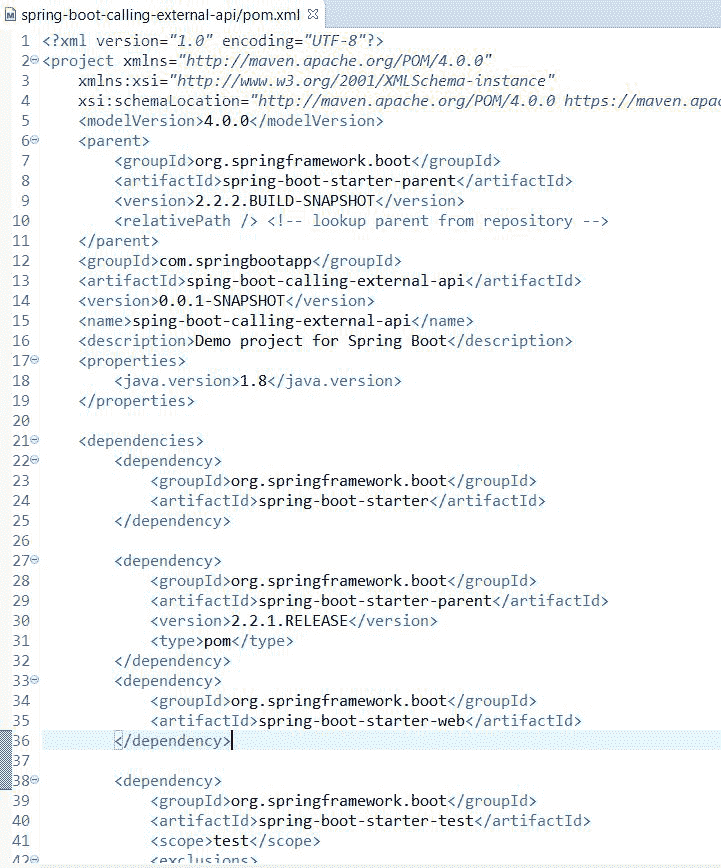 spring-boot-calling-external-api/pom.xml
1 <?xml version="1.0" encoding="UTF-8"?>
2 <project xmlns="http://maven.apache.org/POM/4.0.0"
3 xmlns:xsi="http://www.w3.org/2001/XMLSchema-instance"
4 xsi:schemaLocation="http://maven.apache.org/POM/4.0.0 https://maven.apac
5 <modelVersion>4.0.0</modelVersion>
6 <parent>
7 <groupId>org.springframework.boot</groupId>
8 <artifactId>spring-boot-starter-parent</artifactId>
9 <version>2.2.2.BUILD-SNAPSHOT</version>
10 <relativePath /> <!-- lookup parent from repository -->
11 </parent>
12 <groupId>com.springbootapp</groupId>
13 <artifactId>sping-boot-calling-external-api</artifactId>
14 <version>0.0.1-SNAPSHOT</version>
15 <name>sping-boot-calling-external-api</name>
16 <description>Demo project for Spring Boot</description>
17 <properties>
18 <java.version>1.8</java.version>
19 </properties>
20
21 <dependencies>
22 <dependency>
23 <groupId>org.springframework.boot</groupId>
24 <artifactId>spring-boot-starter</artifactId>
25 </dependency>
26
27 <dependency>
28 <groupId>org.springframework.boot</groupId>
29 <artifactId>spring-boot-starter-parent</artifactId>
30 <version>2.2.1.RELEASE</version>
31 <type>pom</type>
32 </dependency>
33 <dependency>
34 <groupId>org.springframework.boot</groupId>
35 <artifactId>spring-boot-starter-web</artifactId>
36 </dependency>
37
38 <dependency>
39 <groupId>org.springframework.boot</groupId>
40 <artifactId>spring-boot-starter-test</artifactId>
41 <scope>test</scope>
42 <exclusions>